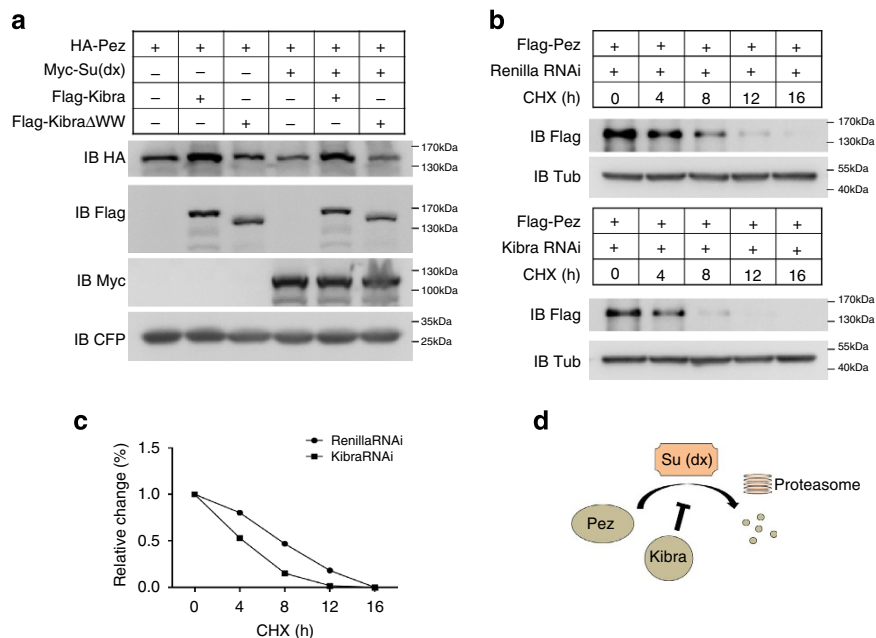 a
HA-Pez + + + + + +
Myc-Su(dx) – – – + + +
Flag-Kibra – + – – + –
Flag-KibraΔWW – – + – – +
IB HA 170kDa
130kDa
IB Flag 170kDa
130kDa
IB Myc 130kDa
100kDa
IB CFP 35kDa
25kDa
b
Flag-Pez + + + + +
Renilla RNAi + + + + +
CHX (h) 0 4 8 12 16
IB Flag 170kDa
130kDa
IB Tub 55kDa
40kDa
Flag-Pez + + + + +
Kibra RNAi + + + + +
CHX (h) 0 4 8 12 16
IB Flag 170kDa
130kDa
IB Tub 55kDa
40kDa
c
RenillaRNAi
KibraRNAi
Relative change (%)
1.5
1.0
0.5
0.0
0 4 8 12 16
CHX (h)
d
Su (dx)
Proteasome
Pez
Kibra